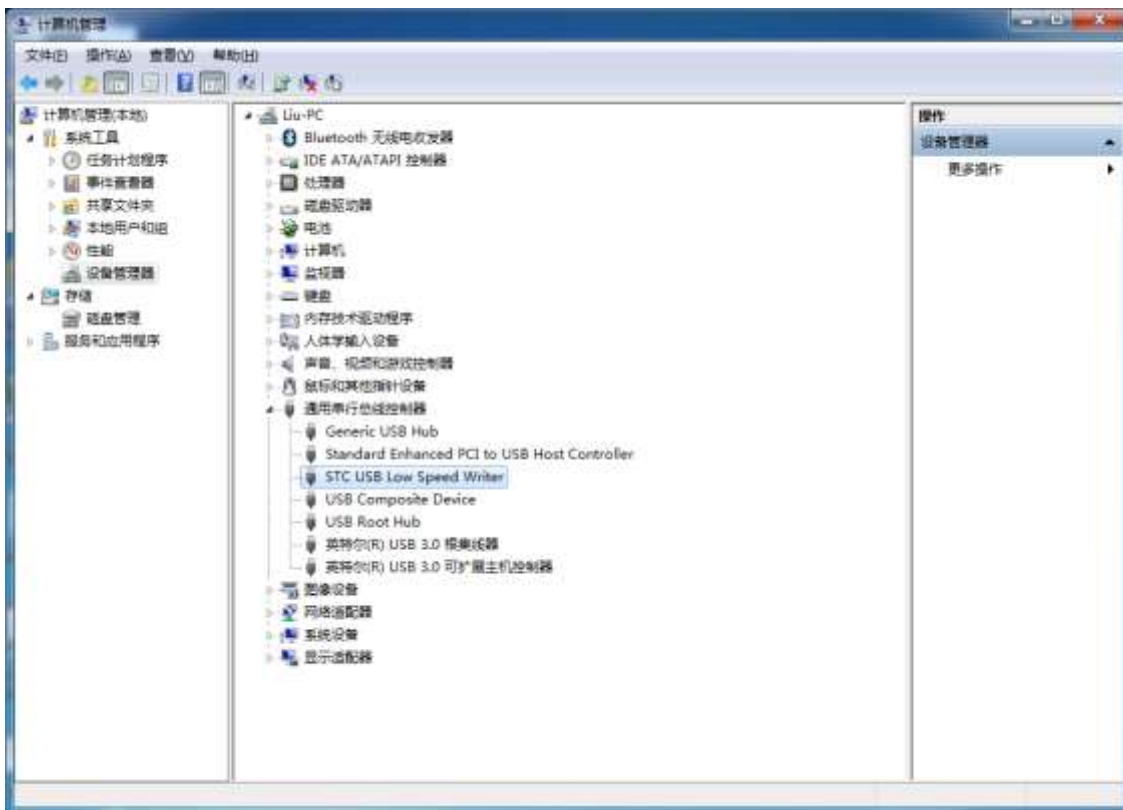 计算机管理
文件(F) 操作(A) 查看(V) 帮助(H)
计算机管理(本地)
系统工具
任务计划程序
事件查看器
共享文件夹
本地用户和组
性能
设备管理器
存储
磁盘管理
服务和应用程序
Liu-PC
Bluetooth 无线电收发器
IDE ATA/ATAPI 控制器
处理器
磁盘驱动器
电池
计算机
监视器
键盘
内存技术驱动程序
人体学输入设备
声音、视频和游戏控制器
鼠标和其他指针设备
通用串行总线控制器
Generic USB Hub
Standard Enhanced PCI to USB Host Controller
STC USB Low Speed Writer
USB Composite Device
USB Root Hub
英特尔(R) USB 3.0 根集线器
英特尔(R) USB 3.0 可扩展主机控制器
图像设备
网络适配器
系统设备
显示适配器
操作
设备管理器
更多操作